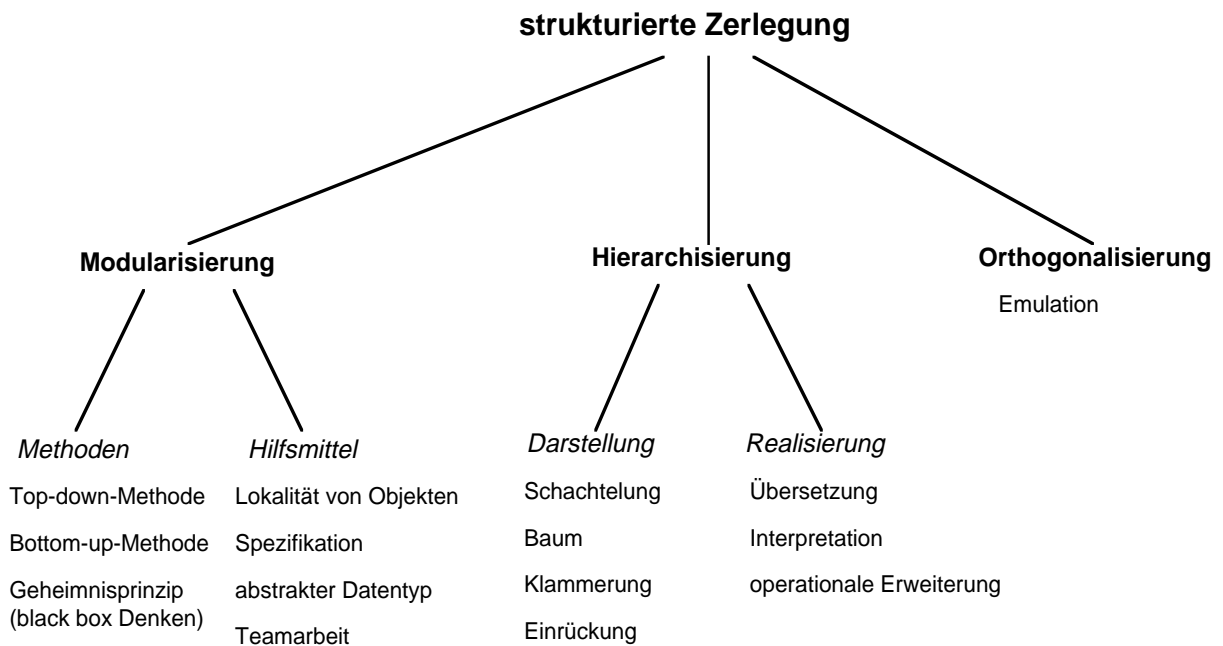 strukturierte Zerlegung
Modularisierung
Hierarchisierung
Orthogonalisierung
Emulation
Methoden
Top-down-Methode
Bottom-up-Methode
Geheimnisprinzip
(black box Denken)
Hilfsmittel
Lokalität von Objekten
Spezifikation
abstrakter Datentyp
Teamarbeit
Darstellung
Schachtelung
Baum
Klammerung
Einrückung
Realisierung
Übersetzung
Interpretation
operationale Erweiterung